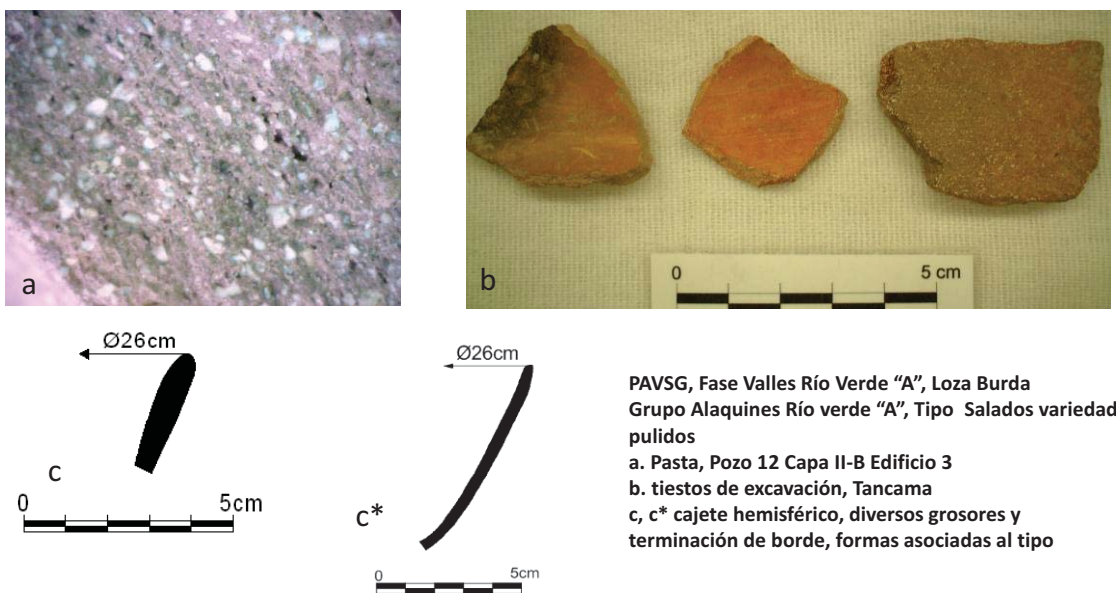 a
b
0 5 cm
Ø26cm
c
0 5cm
Ø26cm
c*
0 5cm
PAVSG, Fase Valles Río Verde “A”, Loza Burda
Grupo Alaquines Río verde “A”, Tipo Salados variedad
pulidos
a. Pasta, Pozo 12 Capa II-B Edificio 3
b. tiestos de excavación, Tancama
c, c* cajete hemisférico, diversos grosores y
terminación de borde, formas asociadas al tipo